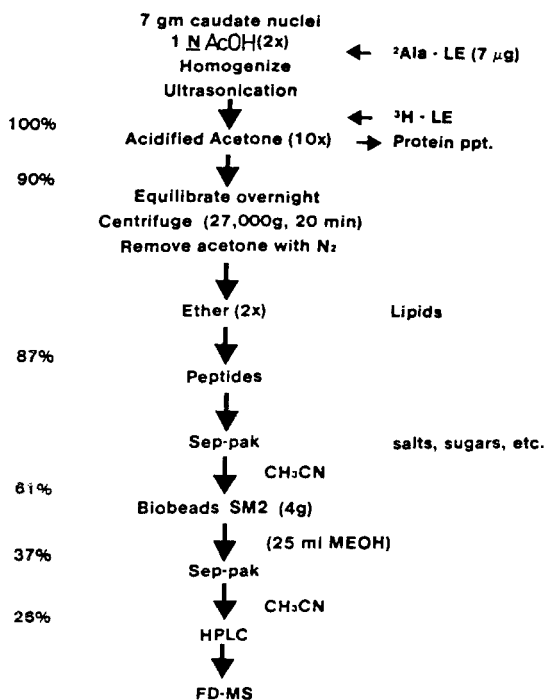 7 gm caudate nuclei
1 N AcOH (2x)
²Ala - LE (7 µg)
Homogenize
Ultrasonication
³H - LE
100%
Acidified Acetone (10x)
Protein ppt.
90%
Equilibrate overnight
Centrifuge (27,000g, 20 min)
Remove acetone with N₂
Ether (2x)
Lipids
87%
Peptides
Sep-pak
salts, sugars, etc.
CH₃CN
61%
Biobeads SM2 (4g)
(25 ml MEOH)
37%
Sep-pak
CH₃CN
26%
HPLC
FD-MS